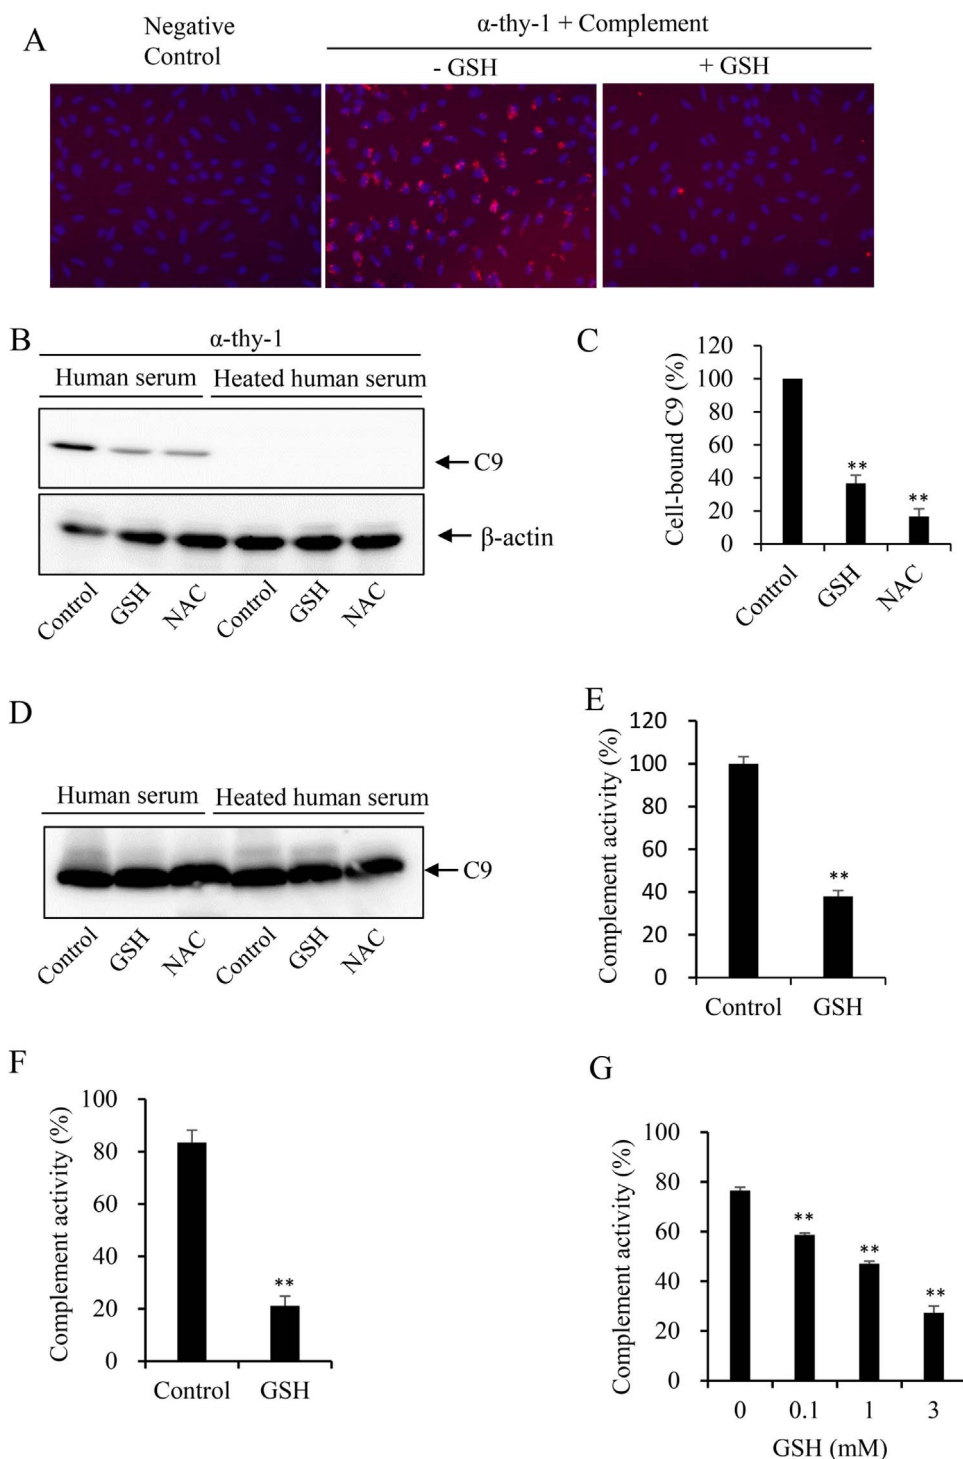 A
Negative
Control
α-thy-1 + Complement
- GSH
+ GSH
B
α-thy-1
Human serum
Heated human serum
C9
β-actin
Control
GSH
NAC
Control
GSH
NAC
C
Cell-bound C9 (%)
120
100
80
60
40
20
0
**
**
Control
GSH
NAC
D
Human serum
Heated human serum
C9
Control
GSH
NAC
Control
GSH
NAC
E
Complement activity (%)
120
100
80
60
40
20
0
**
Control
GSH
F
Complement activity (%)
100
80
60
40
20
0
**
Control
GSH
G
Complement activity (%)
100
80
60
40
20
0
**
**
**
0
0.1
1
3
GSH (mM)